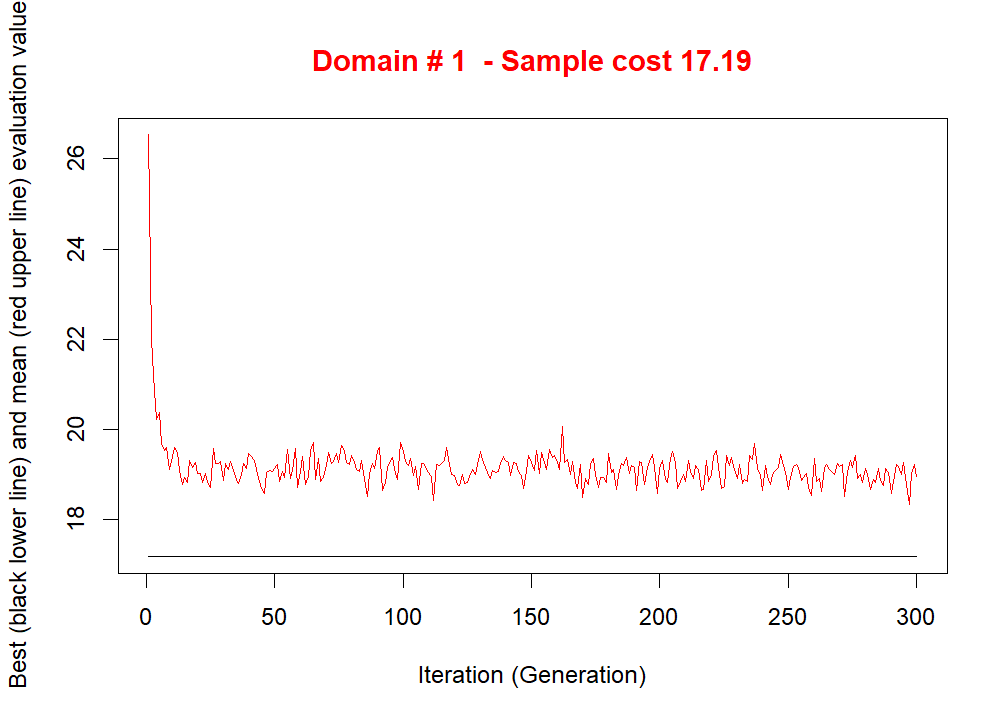 Domain # 1  - Sample cost 17.19
Best (black lower line) and mean (red upper line) evaluation value
26
24
22
20
18
0 50 100 150 200 250 300
Iteration (Generation)